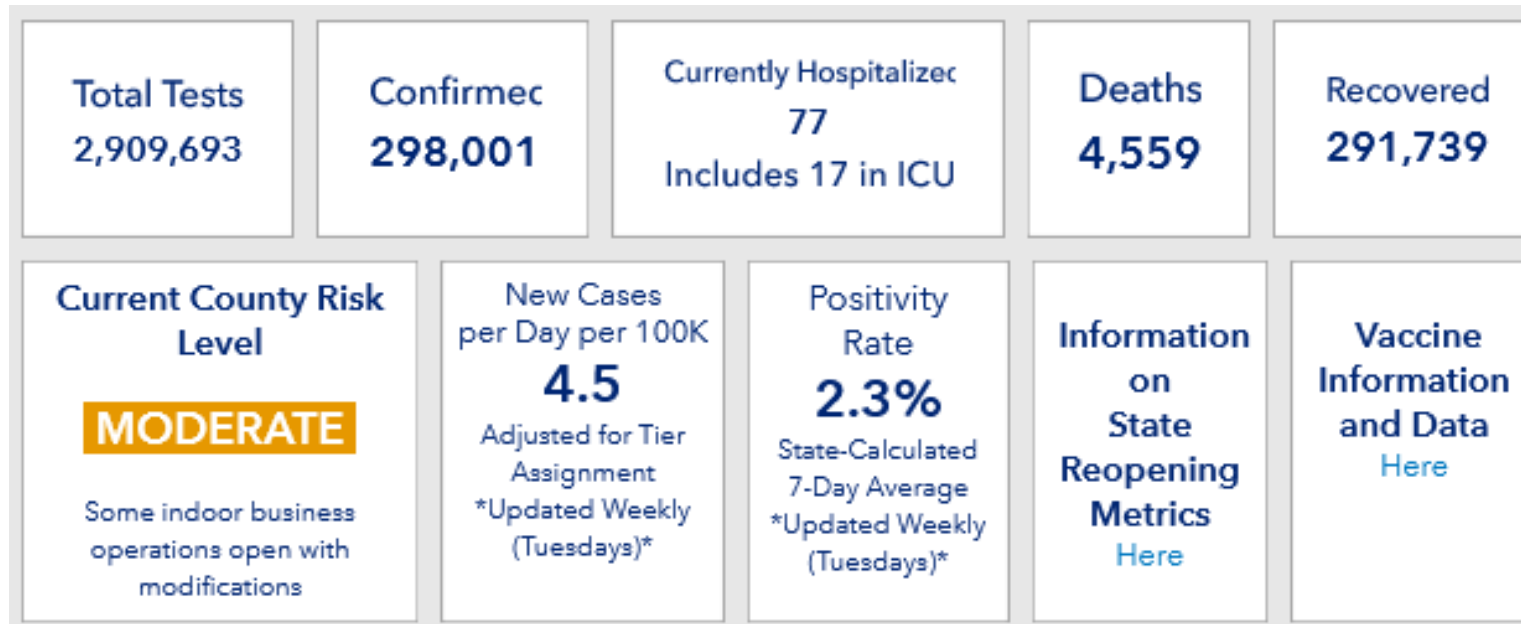 Total Tests
2,909,693
Confirmec
298,001
Currently Hospitalizec
77
Includes 17 in ICU
Deaths
4,559
Recovered
291,739
Current County Risk
Level
MODERATE
Some indoor business
operations open with
modifications
New Cases
per Day per 100K
4.5
Adjusted for Tier
Assignment
*Updated Weekly
(Tuesdays)*
Positivity
Rate
2.3%
State-Calculated
7-Day Average
*Updated Weekly
(Tuesdays)*
Information
on
State
Reopening
Metrics
Here
Vaccine
Information
and Data
Here